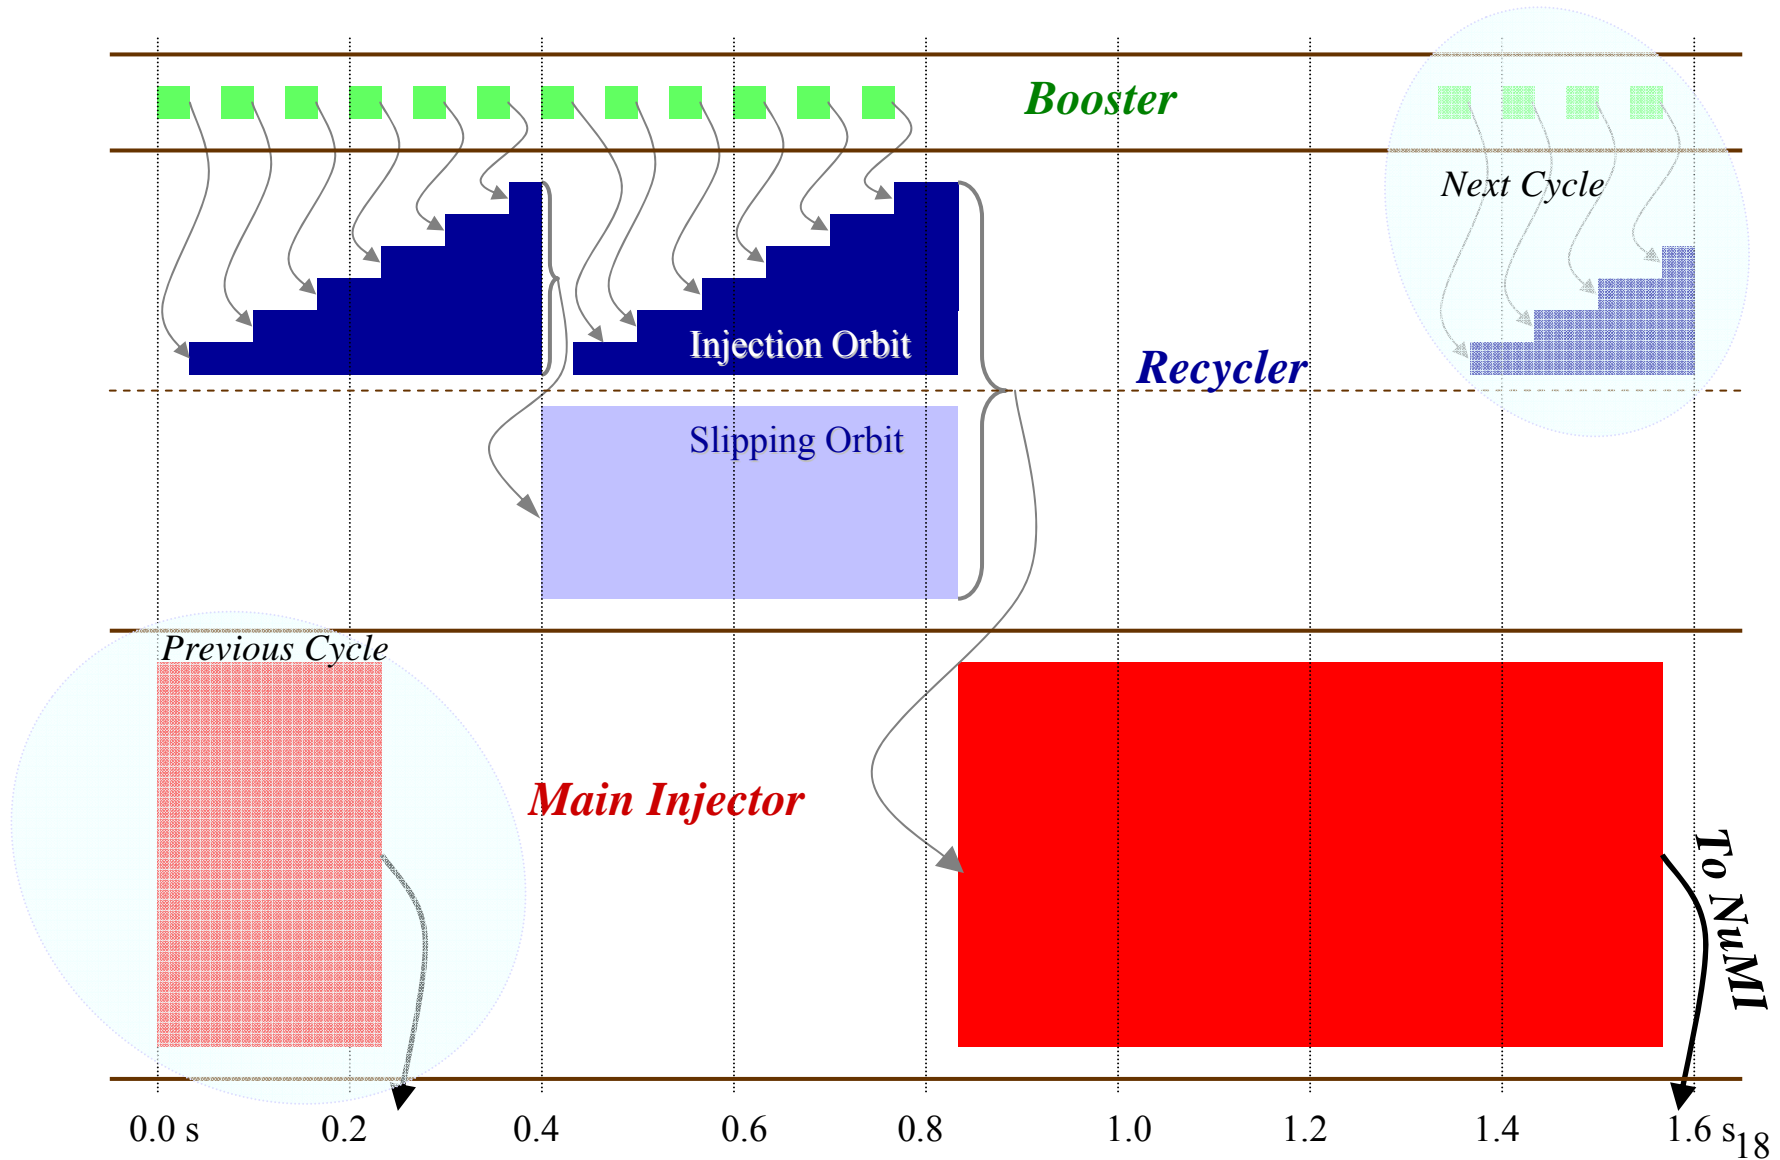 Booster
Next Cycle
Injection Orbit
Recycler
Slipping Orbit
Previous Cycle
Main Injector
To NuMI
0.0 s 0.2 0.4 0.6 0.8 1.0 1.2 1.4 1.6 s
18